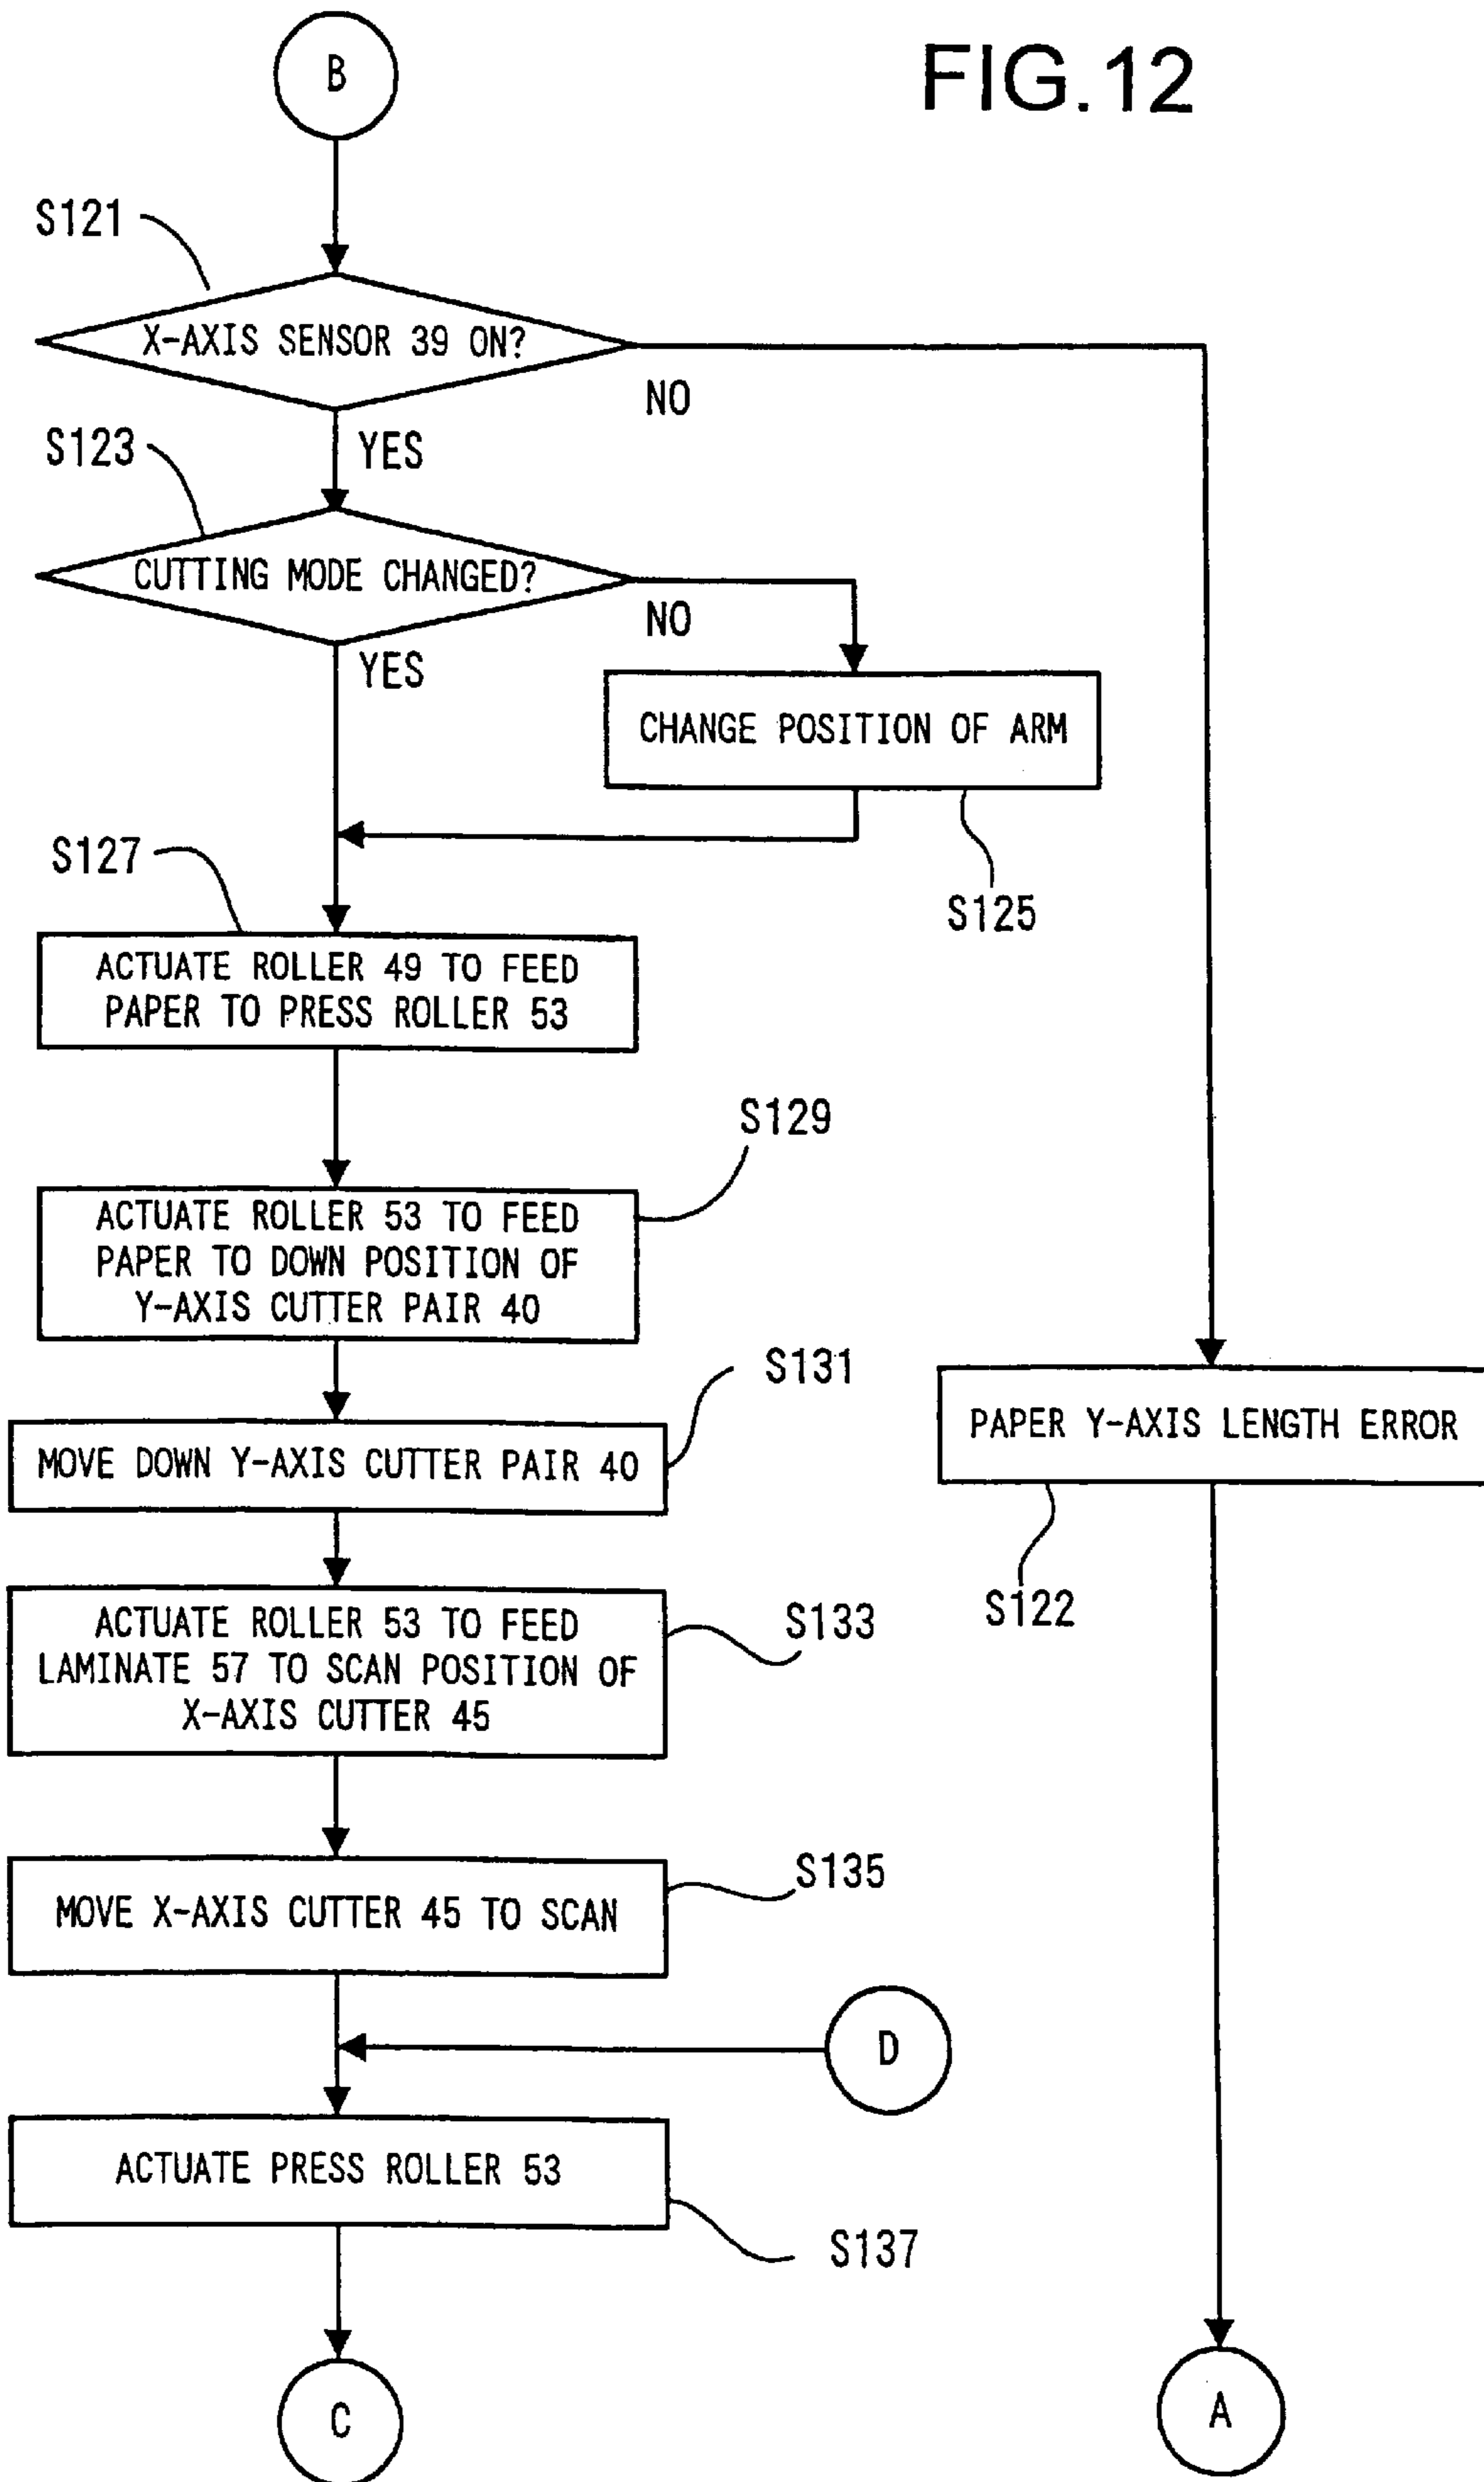 FIG.12
B
S121
X-AXIS SENSOR 39 ON?
NO
YES
S123
CUTTING MODE CHANGED?
NO
YES
CHANGE POSITION OF ARM
S125
S127
ACTUATE ROLLER 49 TO FEED
PAPER TO PRESS ROLLER 53
S129
ACTUATE ROLLER 53 TO FEED
PAPER TO DOWN POSITION OF
Y-AXIS CUTTER PAIR 40
S131
MOVE DOWN Y-AXIS CUTTER PAIR 40
PAPER Y-AXIS LENGTH ERROR
S122
S133
ACTUATE ROLLER 53 TO FEED
LAMINATE 57 TO SCAN POSITION OF
X-AXIS CUTTER 45
S135
MOVE X-AXIS CUTTER 45 TO SCAN
D
ACTUATE PRESS ROLLER 53
S137
C
A